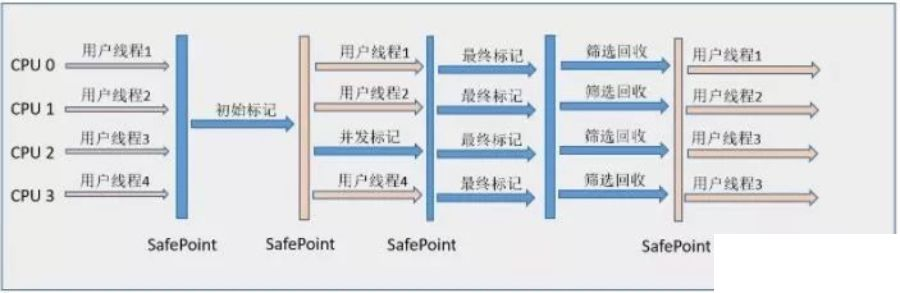 CPU 0 用户线程1 用户线程1 最终标记 筛选回收 用户线程1
CPU 1 用户线程2 初始标记 用户线程2 最终标记 筛选回收 用户线程2
CPU 2 用户线程3 并发标记 最终标记 筛选回收 用户线程3
CPU 3 用户线程4 用户线程4 最终标记 筛选回收 用户线程3
SafePoint SafePoint SafePoint SafePoint